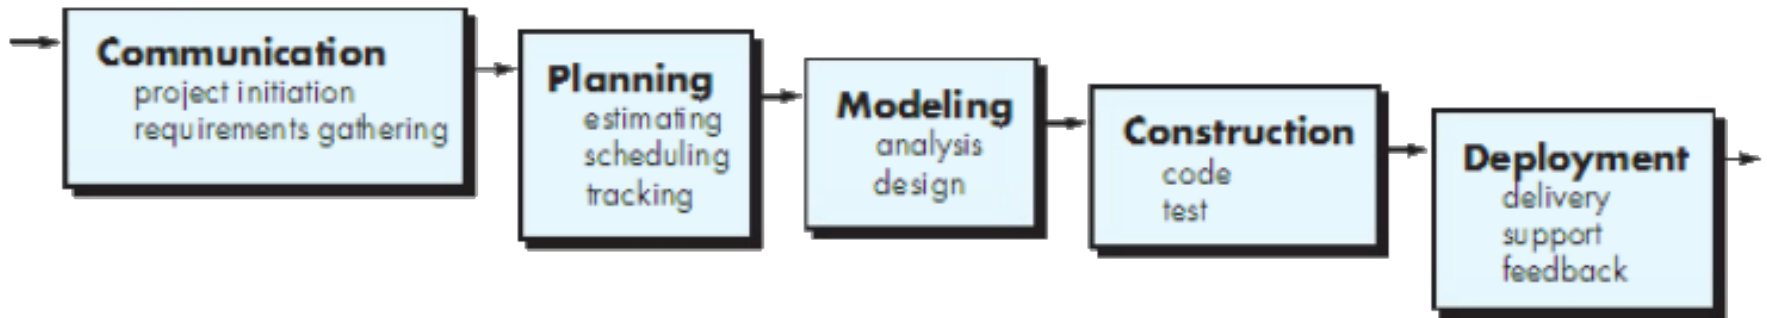 Communication
project initiation
requirements gathering
Planning
estimating
scheduling
tracking
Modeling
analysis
design
Construction
code
test
Deployment
delivery
support
feedback